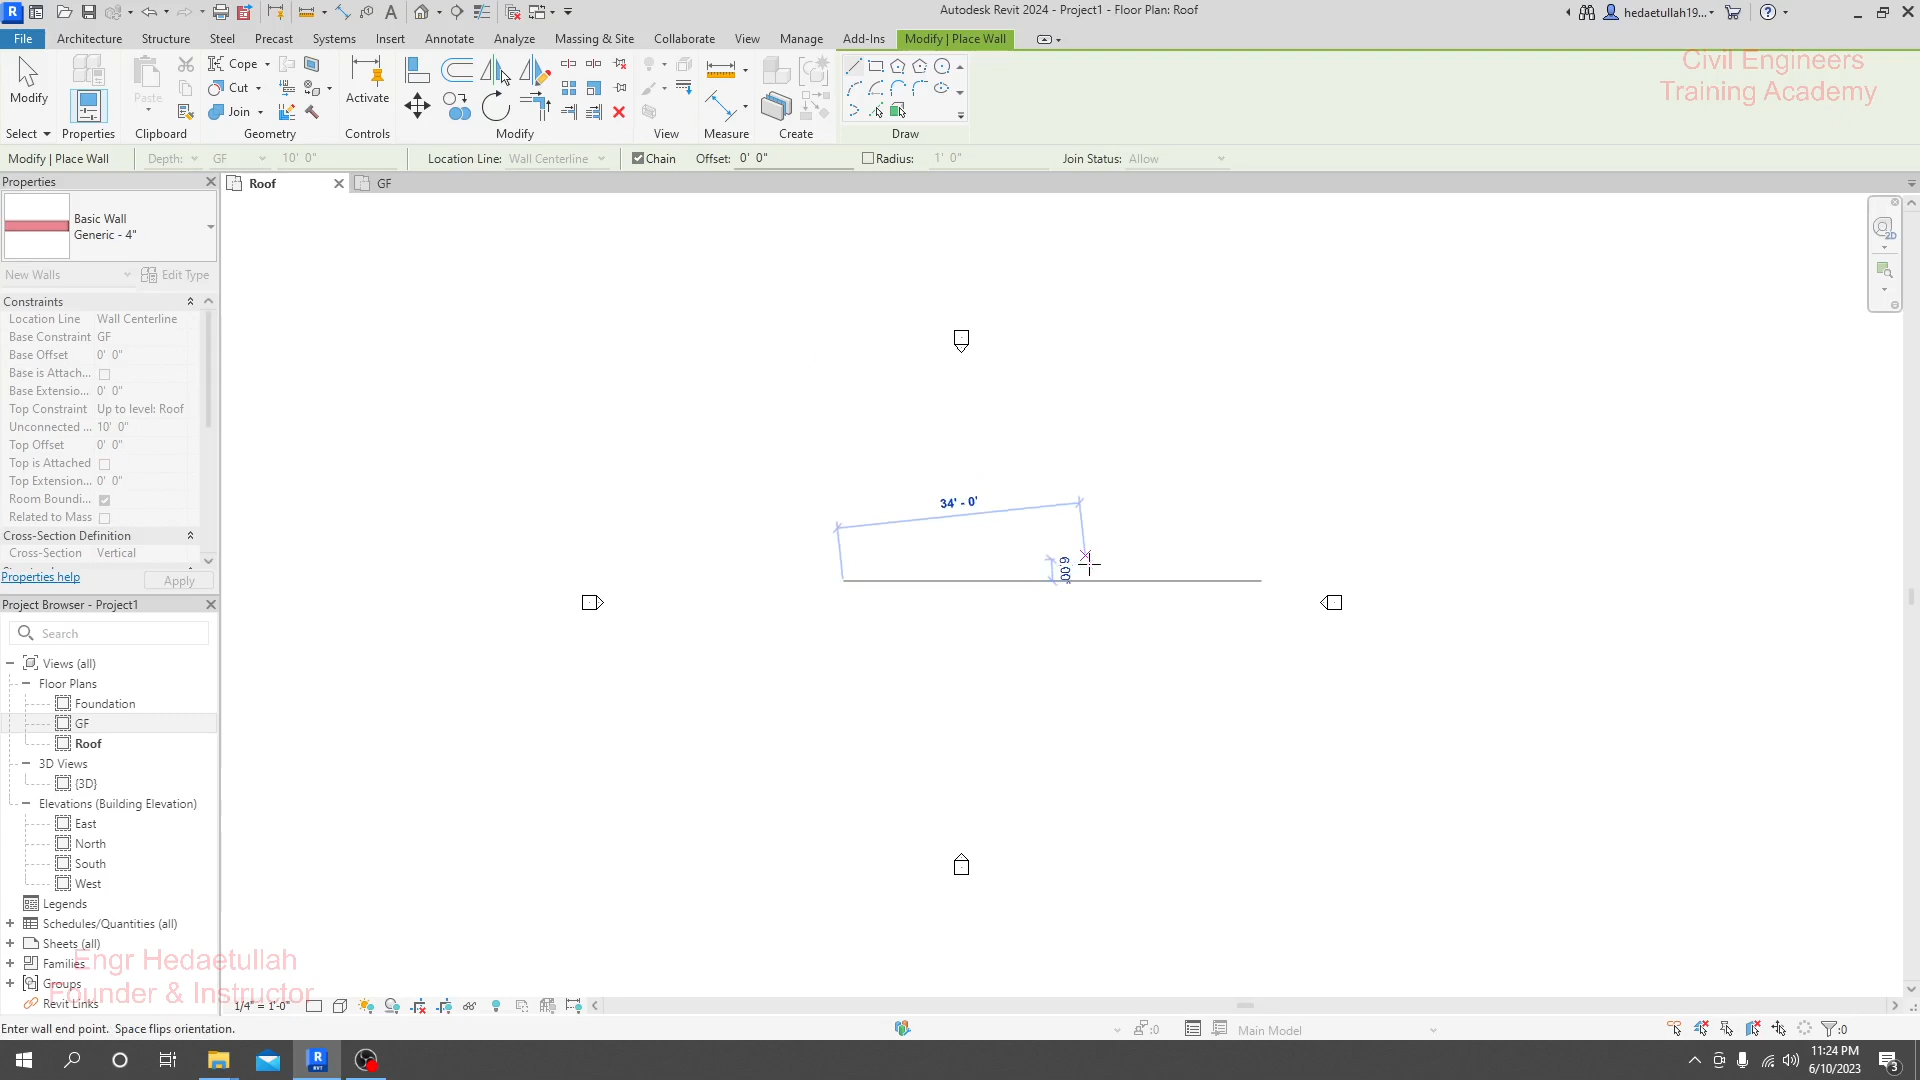 Autodesk Revit 2024 - Project1 - Floor Plan: Roof
hedaetullah19...
File Architecture Structure Steel Precast Systems Insert Annotate Analyze Massing & Site Collaborate View Manage Add-Ins Modify | Place Wall
Civil Engineers
Training Academy
Modify
Select
Properties
Paste
Clipboard
Cope
Cut
Join
Geometry
Activate
Controls
Modify
View
Measure
Create
Draw
Modify | Place Wall Depth: GF 10' 0" Location Line: Wall Centerline Chain Offset: 0' 0" Radius: 1' 0" Join Status: Allow
Properties
Roof
GF
Basic Wall
Generic - 4"
New Walls Edit Type
Constraints
Location Line Wall Centerline
Base Constraint GF
Base Offset 0' 0"
Base is Attach...
Base Extensio... 0' 0"
Top Constraint Up to level: Roof
Unconnected ... 10' 0"
Top Offset 0' 0"
Top is Attached
Top Extension... 0' 0"
Room Boundi...
Related to Mass
Cross-Section Definition
Cross-Section Vertical
Properties help Apply
34' - 0'
2D
Project Browser - Project1
Search
Views (all)
Floor Plans
Foundation
GF
Roof
3D Views
{3D}
Elevations (Building Elevation)
East
North
South
West
Legends
Schedules/Quantities (all)
Sheets (all)
Families
Groups
Revit Links
Engr Hedaetullah
Founder & Instructor
1/4" = 1'-0"
Enter wall end point. Space flips orientation.
:0
Main Model
:0
11:24 PM
6/10/2023
3